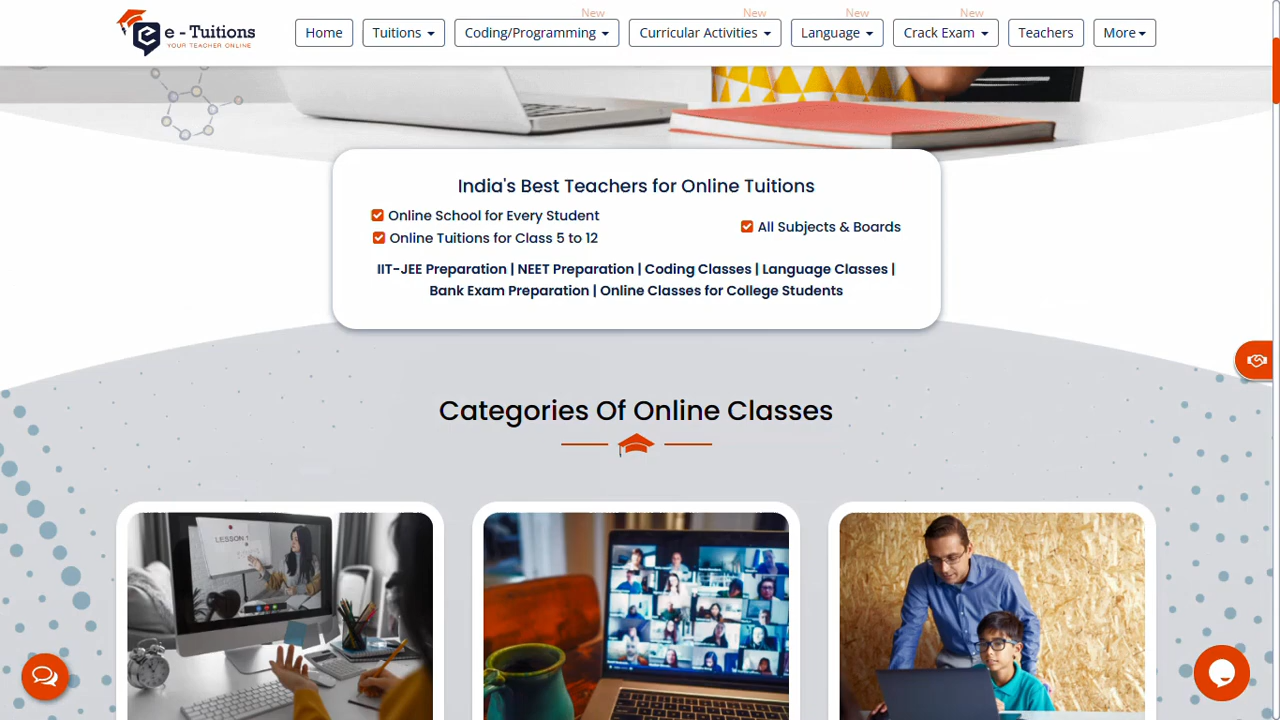 e - Tuitions
YOUR TEACHER ONLINE
Home
Tuitions
New
Coding/Programming
New
Curricular Activities
New
Language
New
Crack Exam
Teachers
More
India's Best Teachers for Online Tuitions
Online School for Every Student
Online Tuitions for Class 5 to 12
All Subjects & Boards
IIT-JEE Preparation | NEET Preparation | Coding Classes | Language Classes |
Bank Exam Preparation | Online Classes for College Students
Categories Of Online Classes
LESSON 1